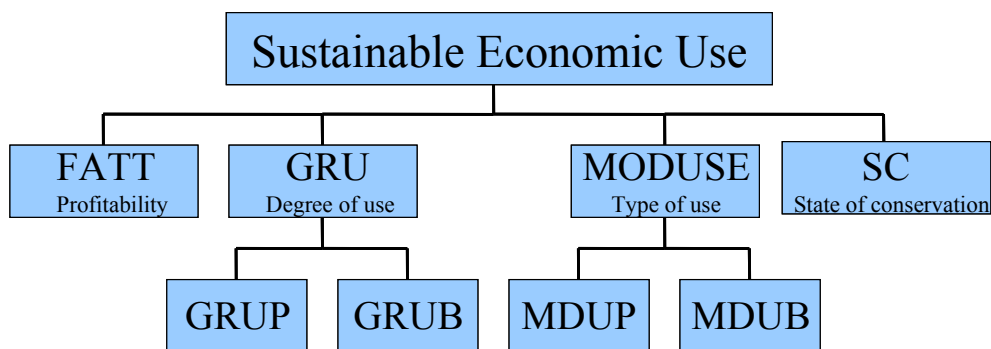 Sustainable Economic Use
FATT
Profitability
GRU
Degree of use
MODUSE
Type of use
SC
State of conservation
GRUP
GRUB
MDUP
MDUB